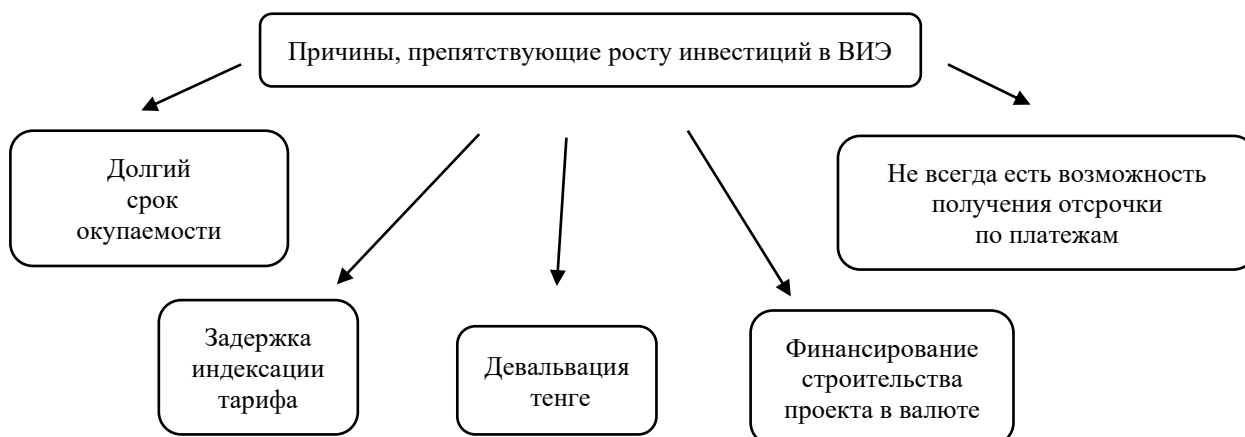 Причины, препятствующие росту инвестиций в ВИЭ
Долгий
срок
окупаемости
Не всегда есть возможность
получения отсрочки
по платежам
Задержка
индексации
тарифа
Девальвация
тенге
Финансирование
строительства
проекта в валюте